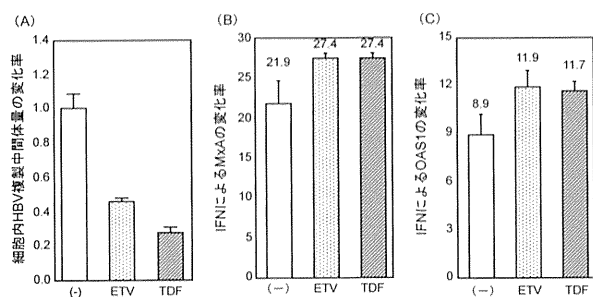 (A)
細胞内HBV複製中間体量の変化率
1.4
1.2
1.0
0.8
0.6
0.4
0.2
0.0
(-)
ETV
TDF
(B)
IFNによるMxAの変化率
30
25
20
15
10
5
0
21.9
27.4
27.4
(-)
ETV
TDF
(C)
IFNによるOAS1の変化率
15
12
9
6
3
0
8.9
11.9
11.7
(-)
ETV
TDF